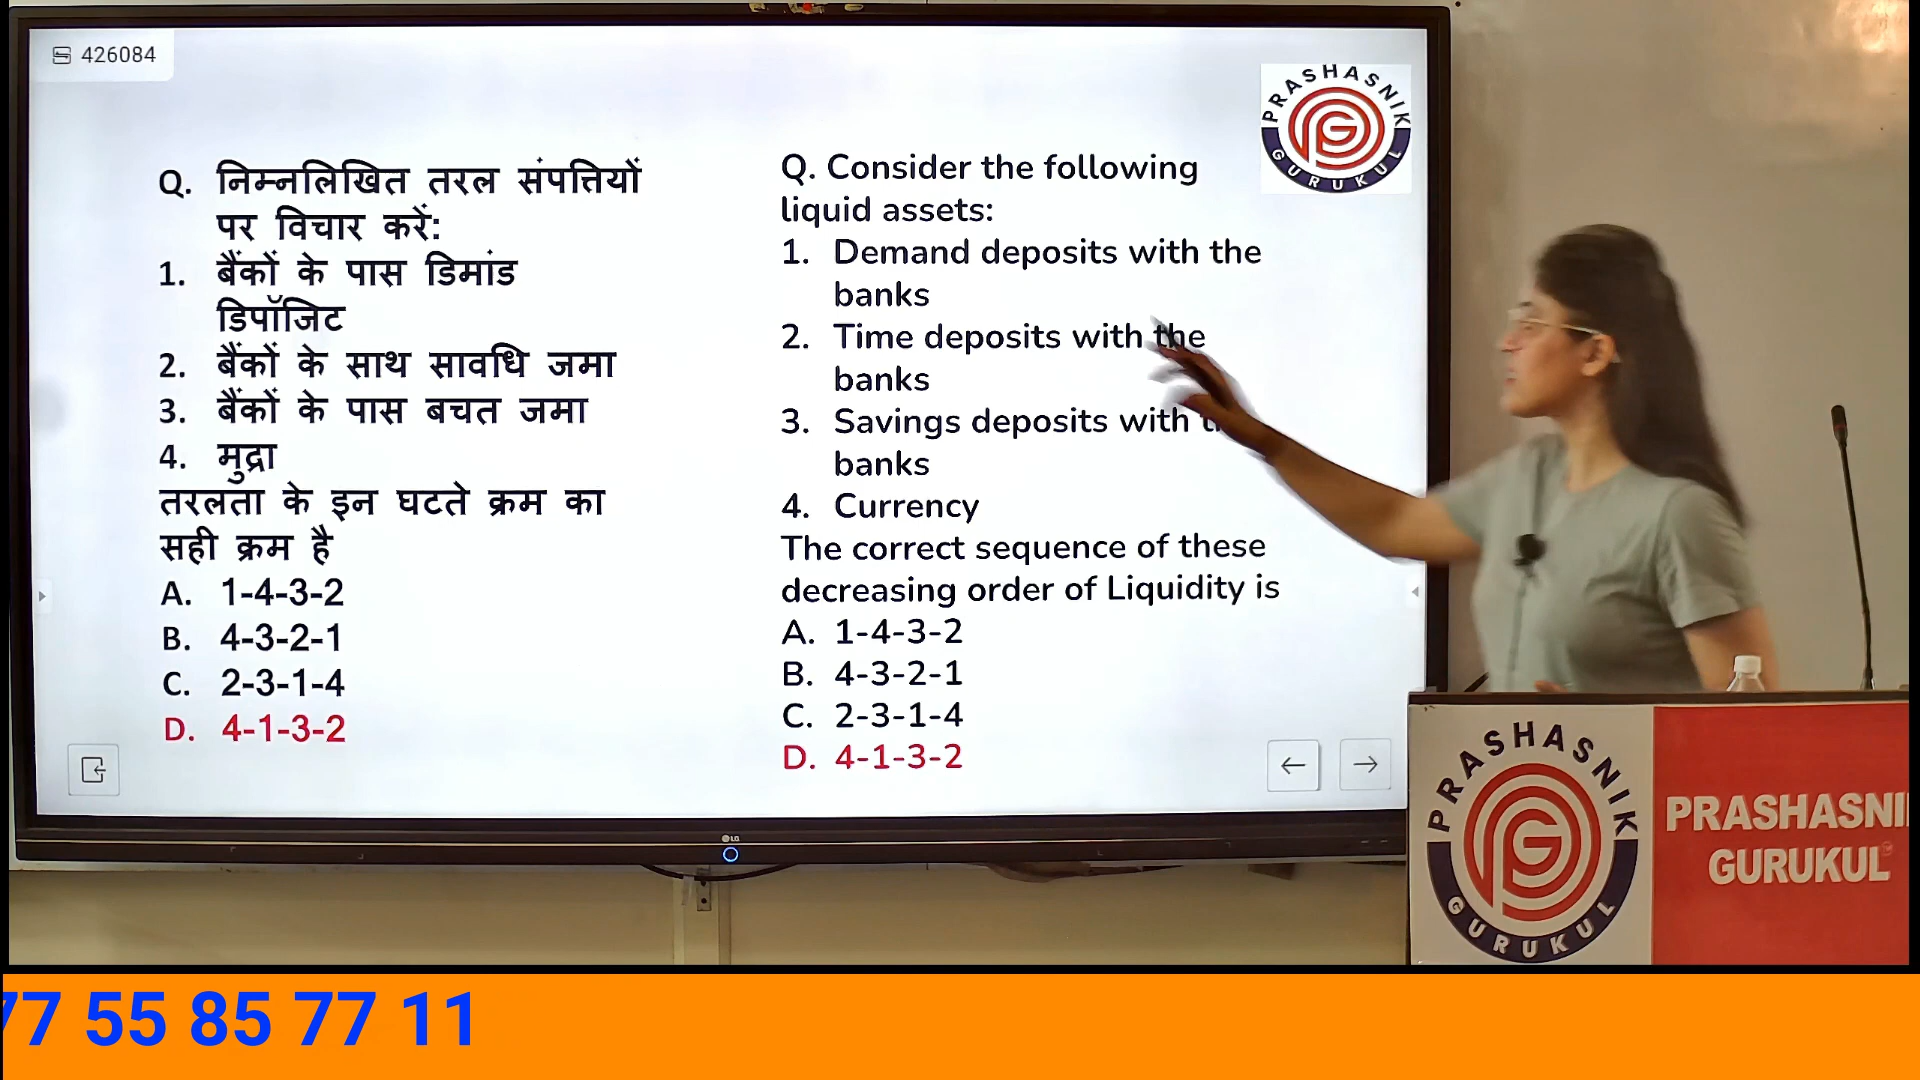 426084
PRASHASNIK
GURUKUL
Q. निम्नलिखित तरल संपत्तियों
पर विचार करें:
1. बैंकों के पास डिमांड
डिपॉजिट
2. बैंकों के साथ सावधि जमा
3. बैंकों के पास बचत जमा
4. मुद्रा
तरलता के इन घटते क्रम का
सही क्रम है
A. 1-4-3-2
B. 4-3-2-1
C. 2-3-1-4
D. 4-1-3-2
Q. Consider the following
liquid assets:
1. Demand deposits with the
banks
2. Time deposits with the
banks
3. Savings deposits with
banks
4. Currency
The correct sequence of these
decreasing order of Liquidity is
A. 1-4-3-2
B. 4-3-2-1
C. 2-3-1-4
D. 4-1-3-2
LG
PRASHASNIK
GURUKUL
PRASHASNI
GURUKUL
77 55 85 77 11